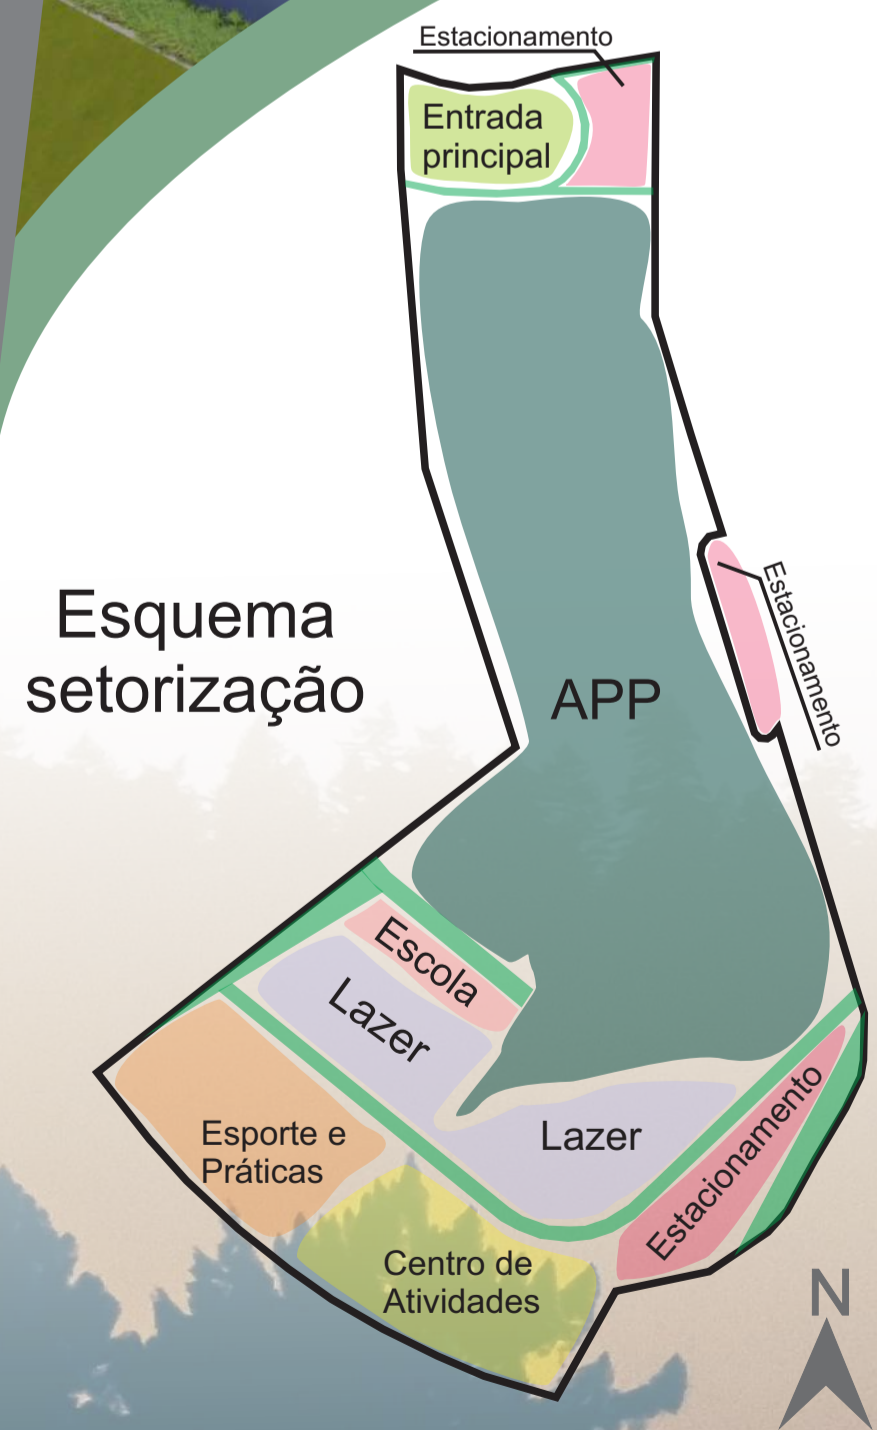 Estacionamento
Entrada
principal
Estacionamento
Esquema
setorização
APP
Escola
Lazer
Lazer
Estacionamento
Esporte e
Práticas
Centro de
Atividades
N